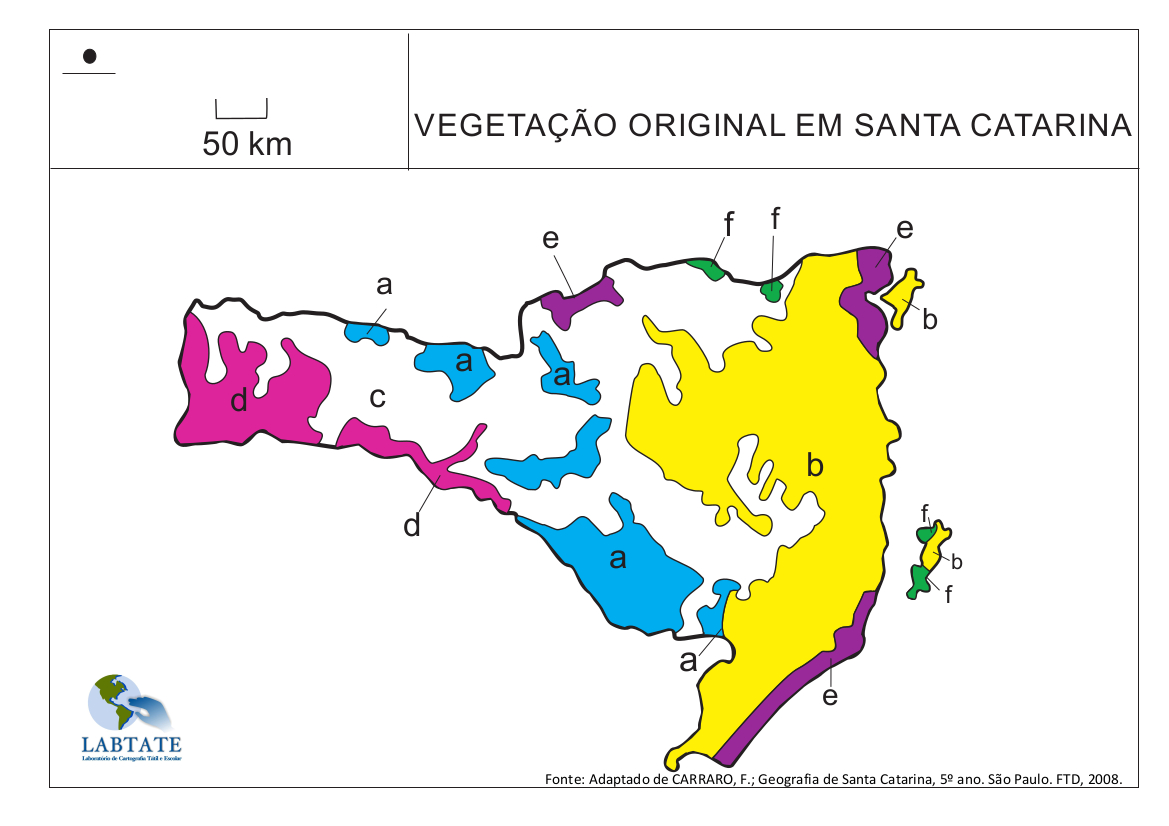 50 km
VEGETAÇÃO ORIGINAL EM SANTA CATARINA
f
f
e
e
a
b
a
a
c
d
b
d
f
a
b
f
a
e
LABTATE
Laboratório de Cartografia Tátil e Escolar
Fonte: Adaptado de CARRARO, F.; Geografia de Santa Catarina, 5º ano. São Paulo. FTD, 2008.